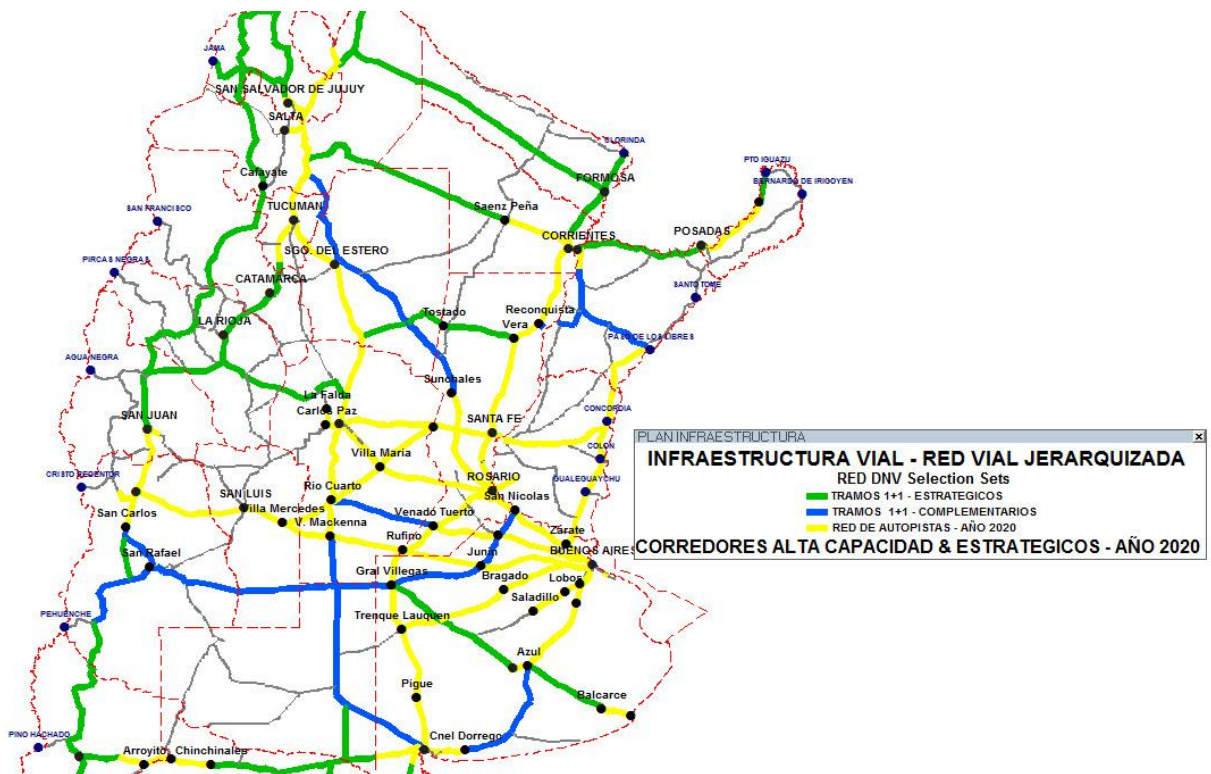 JAMA
SAN SALVADOR DE JUJUY
SALTA
CLORINDA
PTO IGUAZU
BERNARDO DE IRIGOYEN
Cafayate
FORMOSA
SAN FRANCISCO
TUCUMAN
Saenz Peña
CORRIENTES
POSADAS
SGO. DEL ESTERO
PIRCAS NEGRAS
CATAMARCA
SANTO TOME
LA RIOJA
Tostado
Reconquista
Vera
PASO DE LOS LIBRES
AGUA NEGRA
Sunchales
La Falda
Carlos Paz
SAN JUAN
SANTA FE
CONCORDIA
Villa Maria
COLON
CRISTO REDENTOR
SAN LUIS
Rio Cuarto
ROSARIO
GUALEGUAYCHU
San Nicolas
San Carlos
Villa Mercedes
V. Mackenna
Venado Tuerto
Zárate
Rufino
San Rafael
Junin
BUENOS AIRES
Gral Villegas
Bragado
Lobos
Saladillo
PEHUENCHE
Trenque Lauquen
Azul
Pigue
Balcarce
PINO HACHADO
Arroyito
Chinchinales
Cnel Dorrego
PLAN INFRAESTRUCTURA
INFRAESTRUCTURA VIAL - RED VIAL JERARQUIZADA
RED DNV Selection Sets
TRAMOS 1+1 - ESTRATEGICOS
TRAMOS 1+1 - COMPLEMENTARIOS
RED DE AUTOPISTAS - AÑO 2020
CORREDORES ALTA CAPACIDAD & ESTRATEGICOS - AÑO 2020